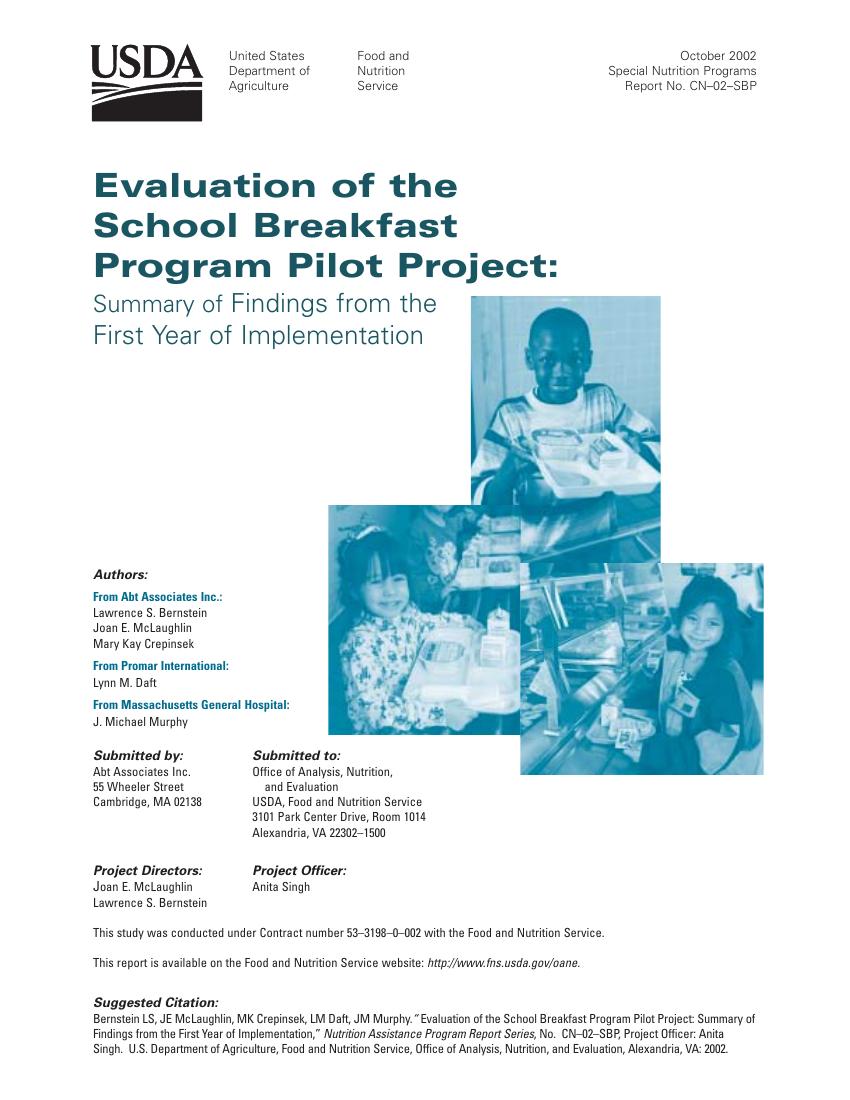 USDA
United States
Department of
Agriculture
Food and
Nutrition
Service
October 2002
Special Nutrition Programs
Report No. CN–02–SBP
Evaluation of the
School Breakfast
Program Pilot Project:
Summary of Findings from the
First Year of Implementation
Authors:
From Abt Associates Inc.:
Lawrence S. Bernstein
Joan E. McLaughlin
Mary Kay Crepinsek
From Promar International:
Lynn M. Daft
From Massachusetts General Hospital:
J. Michael Murphy
Submitted by:
Abt Associates Inc.
55 Wheeler Street
Cambridge, MA 02138
Submitted to:
Office of Analysis, Nutrition,
and Evaluation
USDA, Food and Nutrition Service
3101 Park Center Drive, Room 1014
Alexandria, VA 22302–1500
Project Directors:
Joan E. McLaughlin
Lawrence S. Bernstein
Project Officer:
Anita Singh
This study was conducted under Contract number 53–3198–0–002 with the Food and Nutrition Service.
This report is available on the Food and Nutrition Service website: http://www.fns.usda.gov/oane.
Suggested Citation:
Bernstein LS, JE McLaughlin, MK Crepinsek, LM Daft, JM Murphy. “Evaluation of the School Breakfast Program Pilot Project: Summary of
Findings from the First Year of Implementation,” Nutrition Assistance Program Report Series, No. CN–02–SBP, Project Officer: Anita
Singh. U.S. Department of Agriculture, Food and Nutrition Service, Office of Analysis, Nutrition, and Evaluation, Alexandria, VA: 2002.